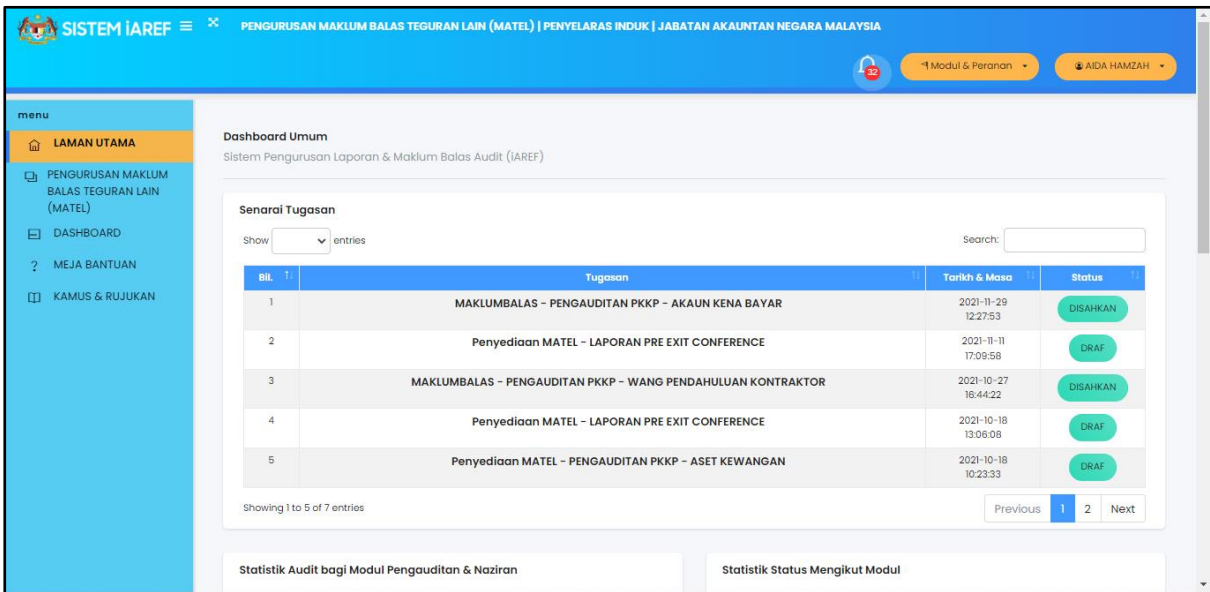 SISTEM iAREF
PENGURUSAN MAKLUM BALAS TEGURAN LAIN (MATEL) | PENYELARAS INDUK | JABATAN AKAUNTAN NEGARA MALAYSIA
32
Modul & Peranan
AIDA HAMZAH
menu
LAMAN UTAMA
PENGURUSAN MAKLUM
BALAS TEGURAN LAIN
(MATEL)
DASHBOARD
? MEJA BANTUAN
KAMUS & RUJUKAN
Dashboard Umum
Sistem Pengurusan Laporan & Maklum Balas Audit (iAREF)
Senarai Tugasan
Show entries
Search:
Bil. Tugasan Tarikh & Masa Status
1 MAKLUMBALAS - PENGAUDITAN PKKP - AKAUN KENA BAYAR 2021-11-29 DISAHKAN
12:27:53
2 Penyediaan MATEL - LAPORAN PRE EXIT CONFERENCE 2021-11-11 DRAF
17:09:58
3 MAKLUMBALAS - PENGAUDITAN PKKP - WANG PENDAHULUAN KONTRAKTOR 2021-10-27 DISAHKAN
16:44:22
4 Penyediaan MATEL - LAPORAN PRE EXIT CONFERENCE 2021-10-18 DRAF
13:06:08
5 Penyediaan MATEL - PENGAUDITAN PKKP - ASET KEWANGAN 2021-10-18 DRAF
10:23:33
Showing 1 to 5 of 7 entries
Previous 1 2 Next
Statistik Audit bagi Modul Pengauditan & Naziran
Statistik Status Mengikut Modul